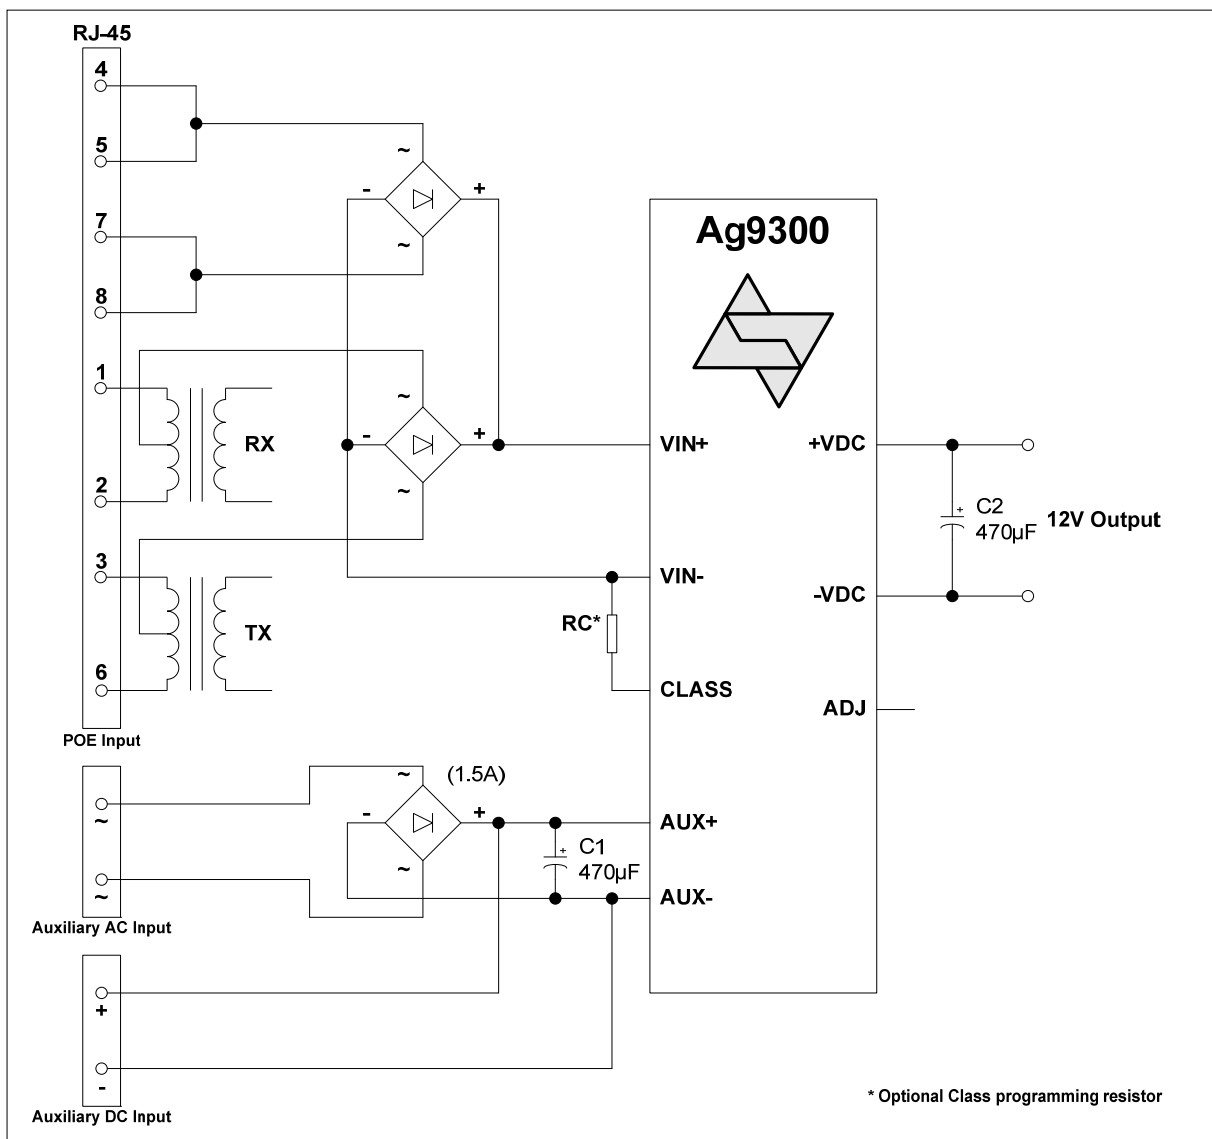 RJ-45
4
5
7
8
1
2
3
6
POE Input
~
-
+
~
RX
~
-
+
~
TX
Ag9300
VIN+
VIN-
CLASS
AUX+
AUX-
+VDC
-VDC
ADJ
RC*
+
C2
470µF
12V Output
~
~
Auxiliary AC Input
~
(1.5A)
-
+
~
+
C1
470µF
+
-
Auxiliary DC Input
* Optional Class programming resistor